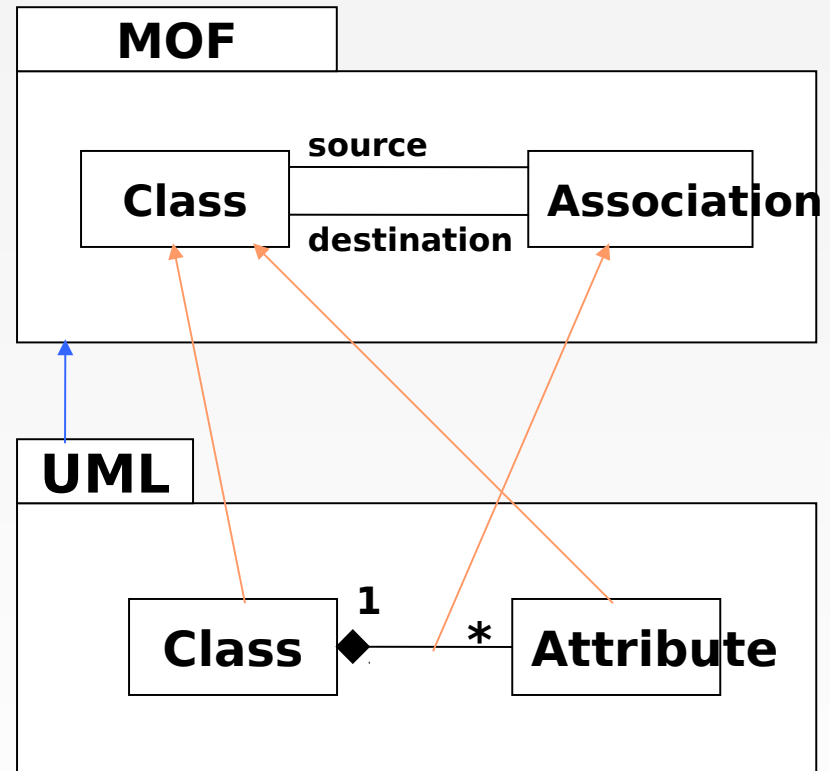 MOF
source
Class
Association
destination
UML
1
*
Class
Attribute